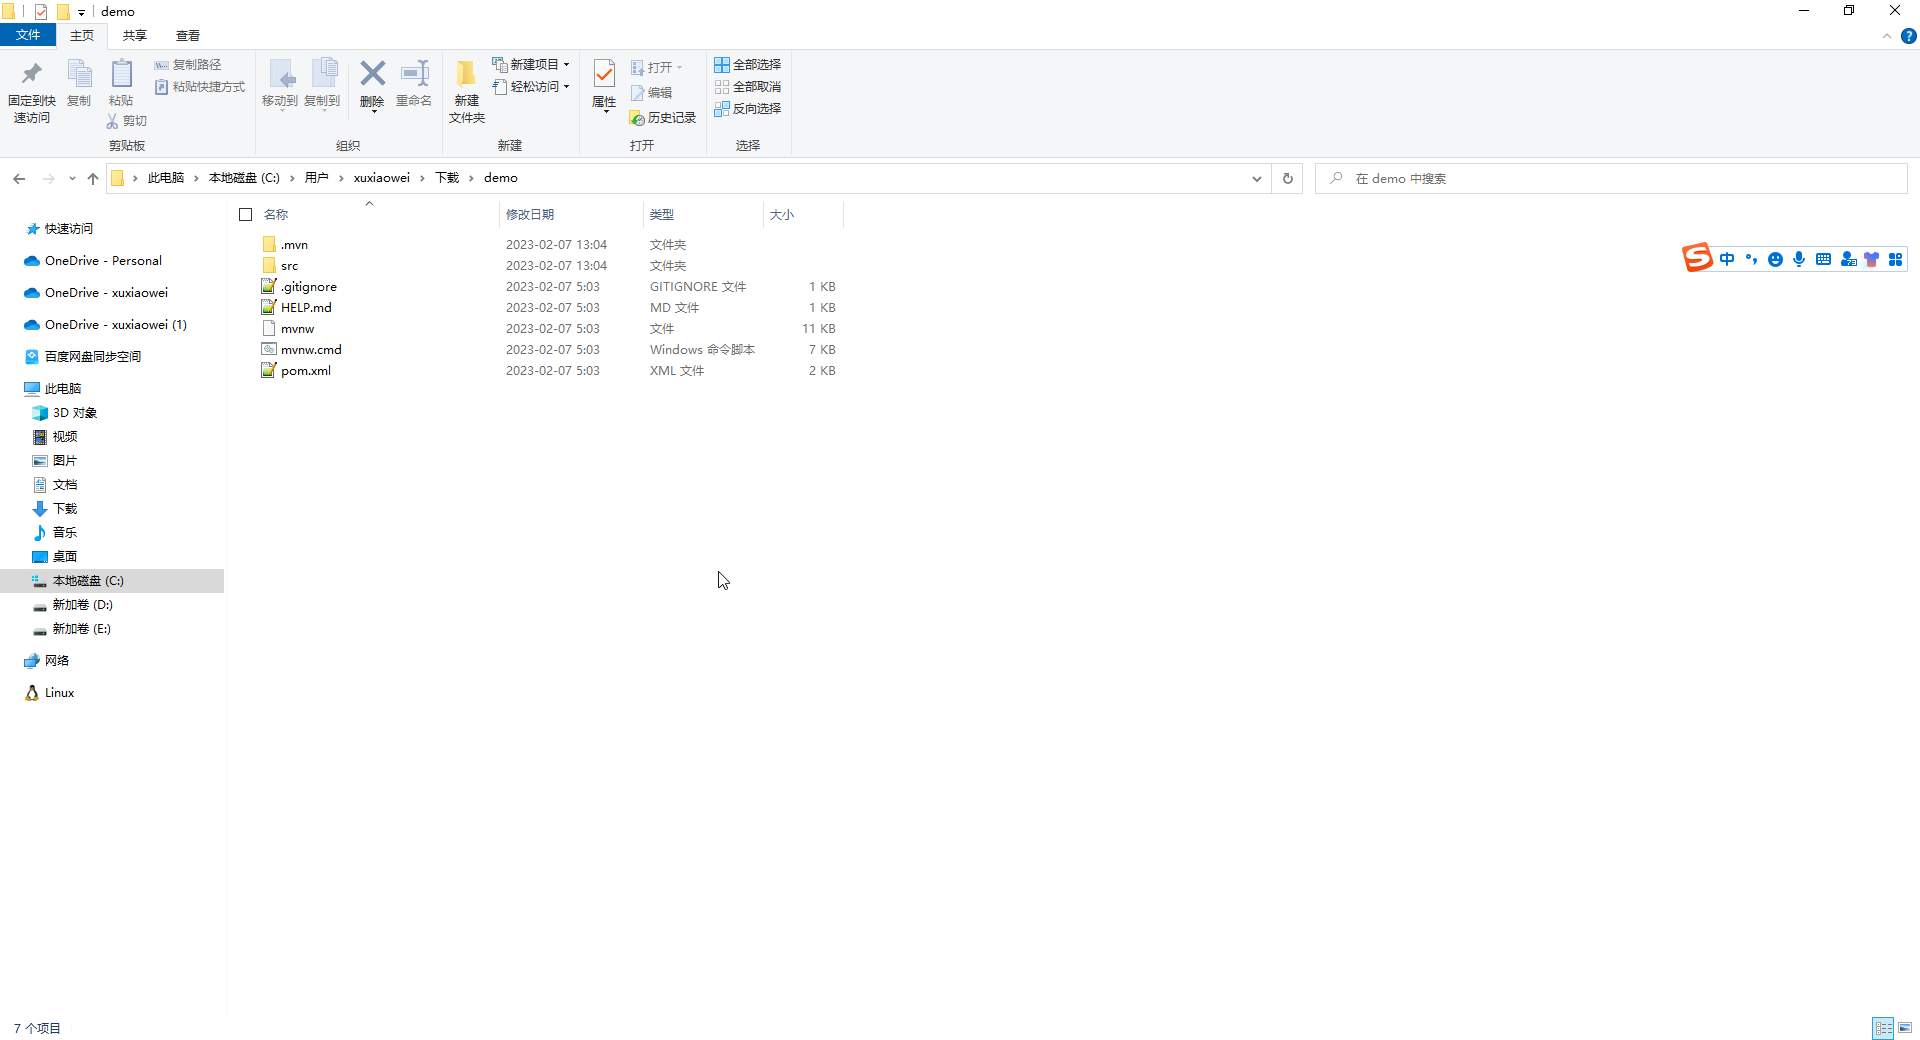 demo
文件 主页 共享 查看
固定到快速访问 复制 粘贴 复制路径 粘贴快捷方式 剪切
移动到 复制到 删除 重命名
新建文件夹 新建项目 轻松访问
属性 打开 编辑 历史记录
全部选择 全部取消 反向选择
剪贴板 组织 新建 打开 选择
此电脑 › 本地磁盘 (C:) › 用户 › xuxiaowei › 下载 › demo
在 demo 中搜索
名称 修改日期 类型 大小
.mvn 2023-02-07 13:04 文件夹
src 2023-02-07 13:04 文件夹
.gitignore 2023-02-07 5:03 GITIGNORE 文件 1 KB
HELP.md 2023-02-07 5:03 MD 文件 1 KB
mvnw 2023-02-07 5:03 文件 11 KB
mvnw.cmd 2023-02-07 5:03 Windows 命令脚本 7 KB
pom.xml 2023-02-07 5:03 XML 文件 2 KB
中
快速访问
OneDrive - Personal
OneDrive - xuxiaowei
OneDrive - xuxiaowei (1)
百度网盘同步空间
此电脑
3D 对象
视频
图片
文档
下载
音乐
桌面
本地磁盘 (C:)
新加卷 (D:)
新加卷 (E:)
网络
Linux
7 个项目